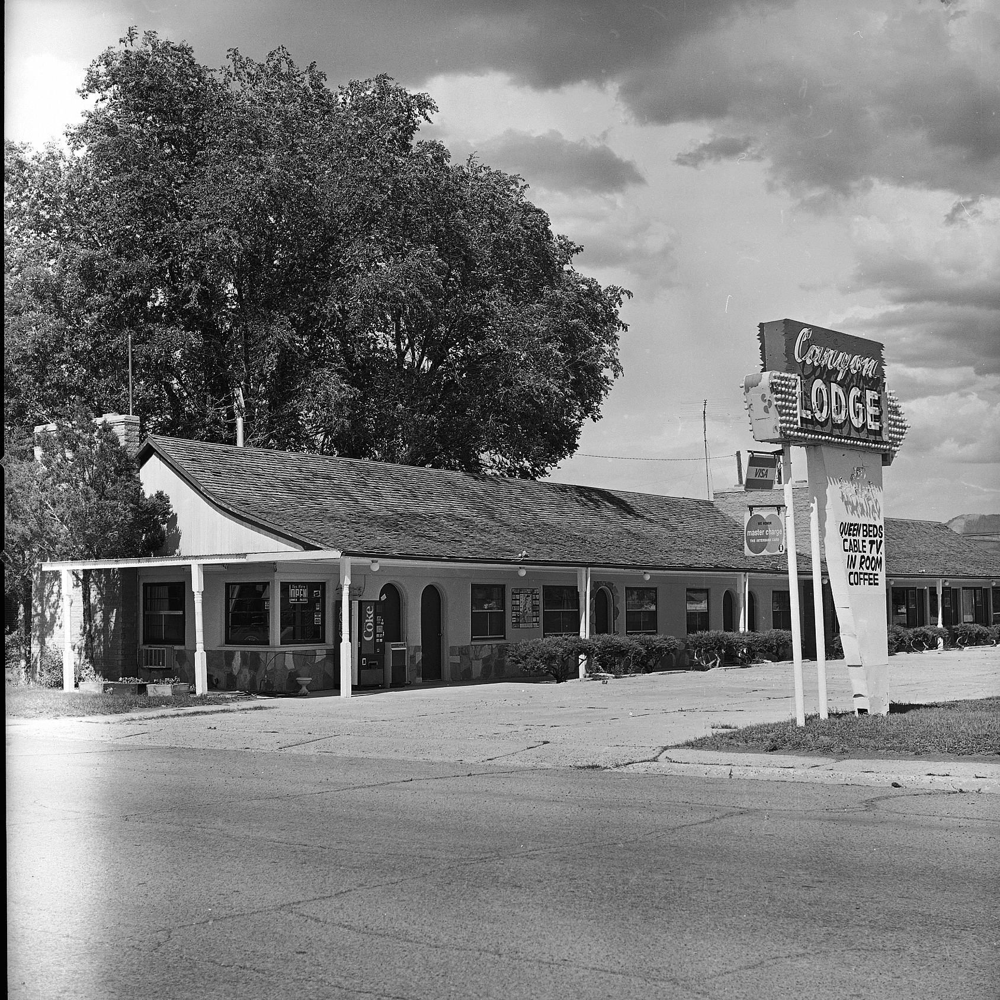 Canyon
LODGE
VISA
WE HONOR
master charge
THE INTERBANK CARD
QUEEN BEDS
CABLE TV.
IN ROOM
COFFEE
Yes We're
OPEN
Coke